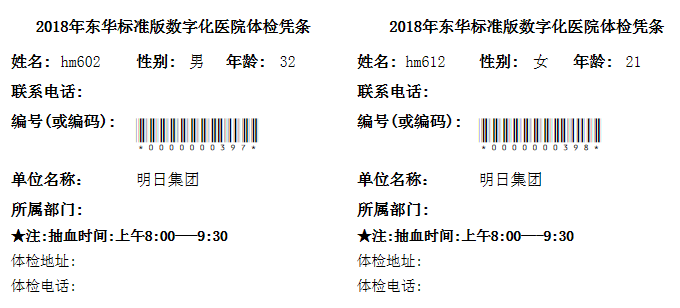 2018年东华标准版数字化医院体检凭条
姓名: hm602 性别: 男 年龄: 32
联系电话:
编号(或编码):
*0000000397*
单位名称: 明日集团
所属部门:
★注:抽血时间:上午8:00——9:30
体检地址:
体检电话:
2018年东华标准版数字化医院体检凭条
姓名: hm612 性别: 女 年龄: 21
联系电话:
编号(或编码):
*0000000398*
单位名称: 明日集团
所属部门:
★注:抽血时间:上午8:00——9:30
体检地址:
体检电话: